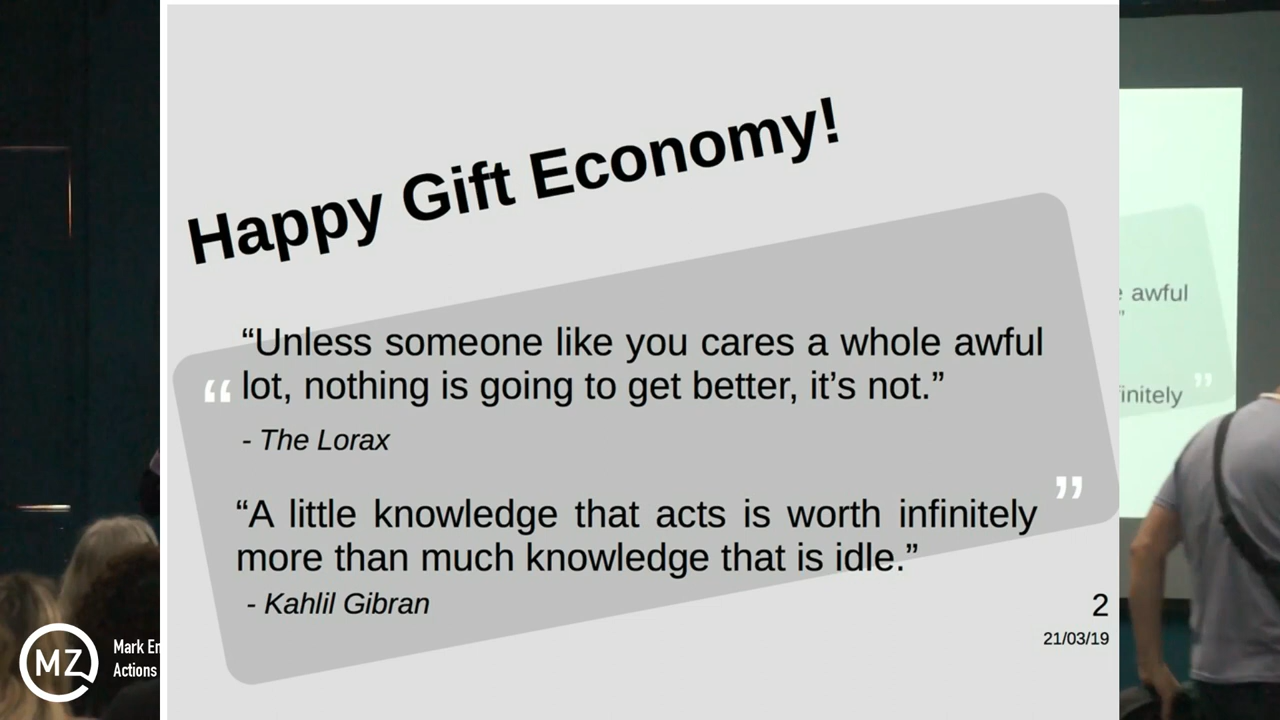 Happy Gift Economy!
“Unless someone like you cares a whole awful
lot, nothing is going to get better, it’s not.”
- The Lorax
“A little knowledge that acts is worth infinitely
more than much knowledge that is idle.”
- Kahlil Gibran
2
21/03/19
awful
”
finitely
”
MZ
Mark
Actions